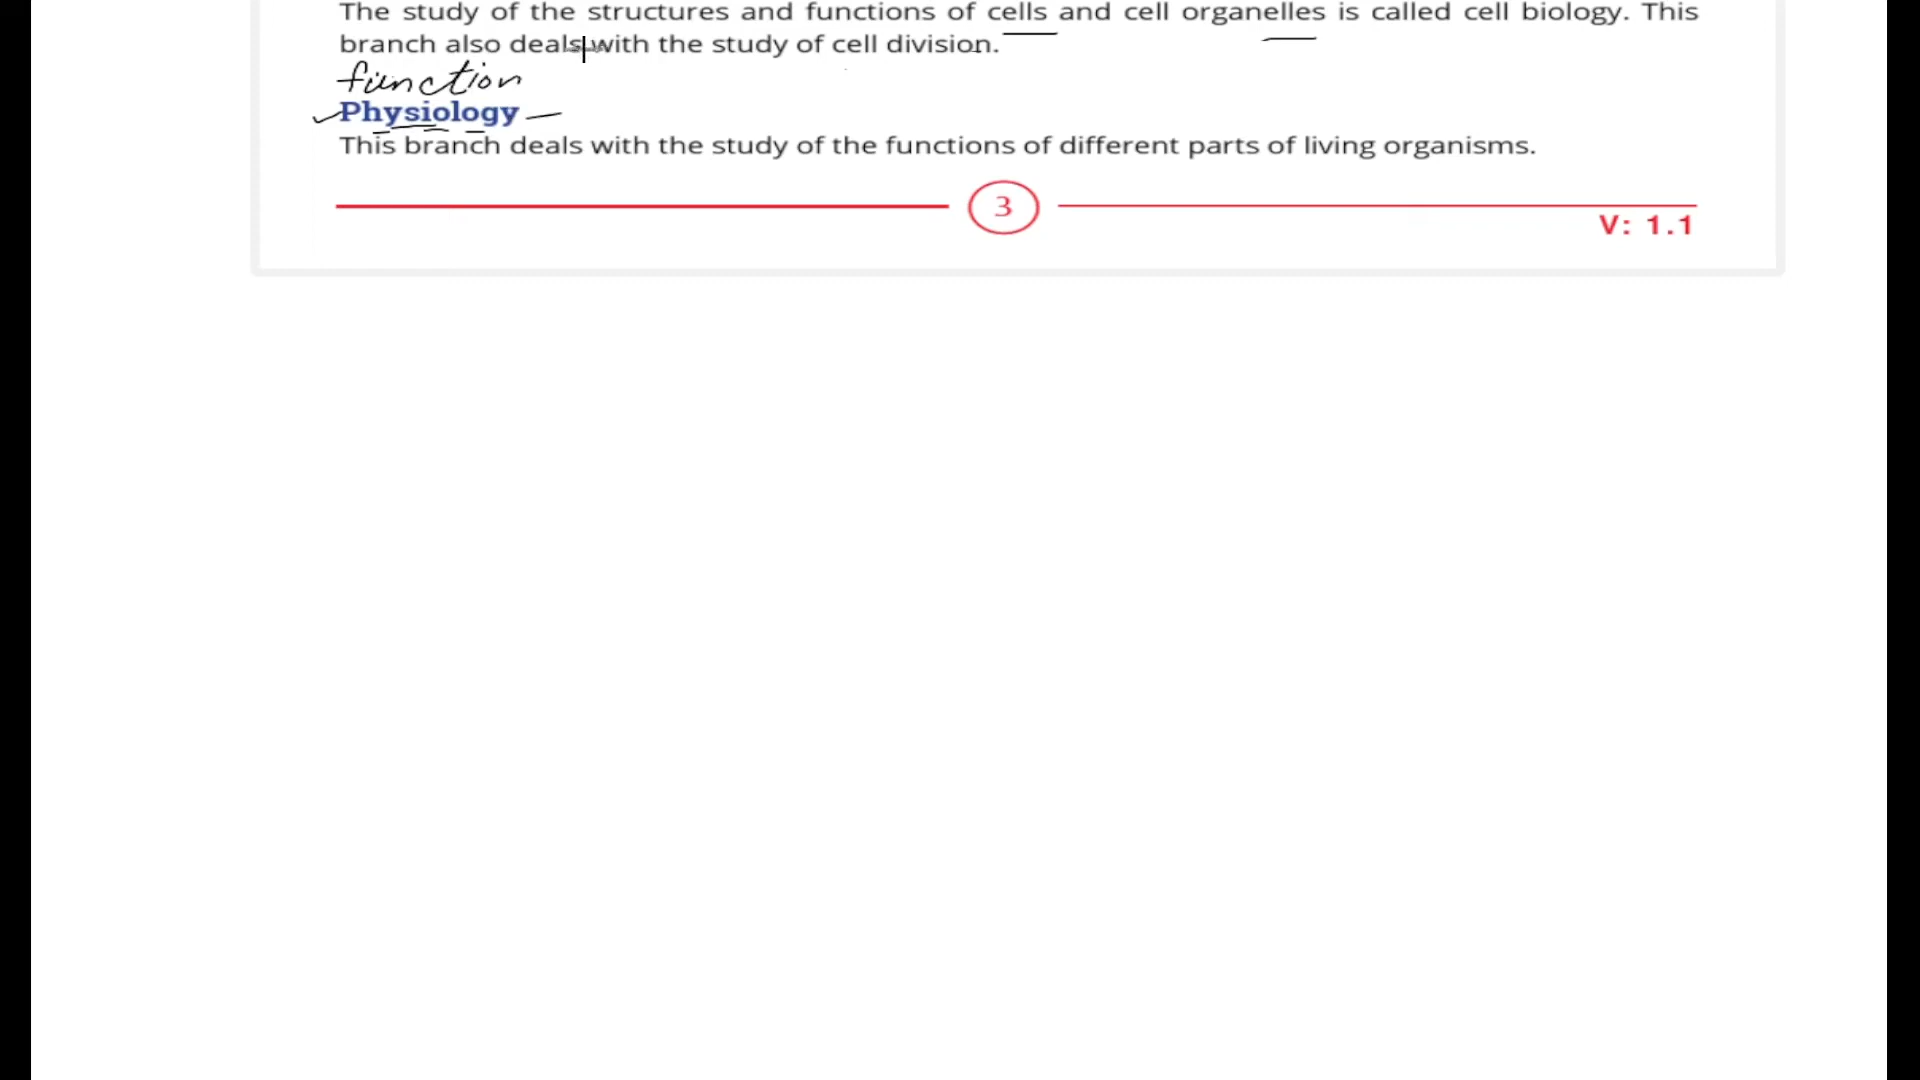 The study of the structures and functions of cells and cell organelles is called cell biology. This
branch also deals with the study of cell division.
function
Physiology
This branch deals with the study of the functions of different parts of living organisms.
3
V: 1.1